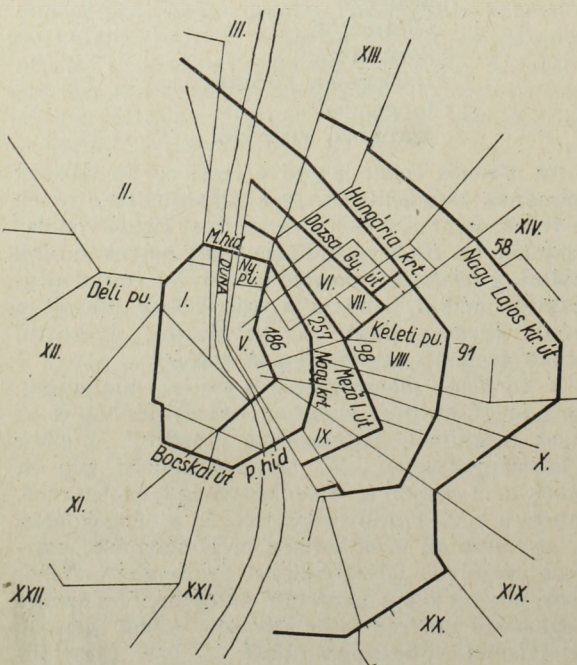 III.
XIII.
II.
Hungária krt.
XIV.
58
M. híd
Dózsa Gy. út
DUNA
Ny. pu.
VI.
Nagy Lajos kir. út
Déli pu.
I.
VII.
V.
186
257
Keleti pu.
XII.
98
VIII.
91
Nagykrt.
Mező I. út
IX.
Bocskai út
P. híd
X.
XI.
XXII.
XXI.
XIX.
XX.